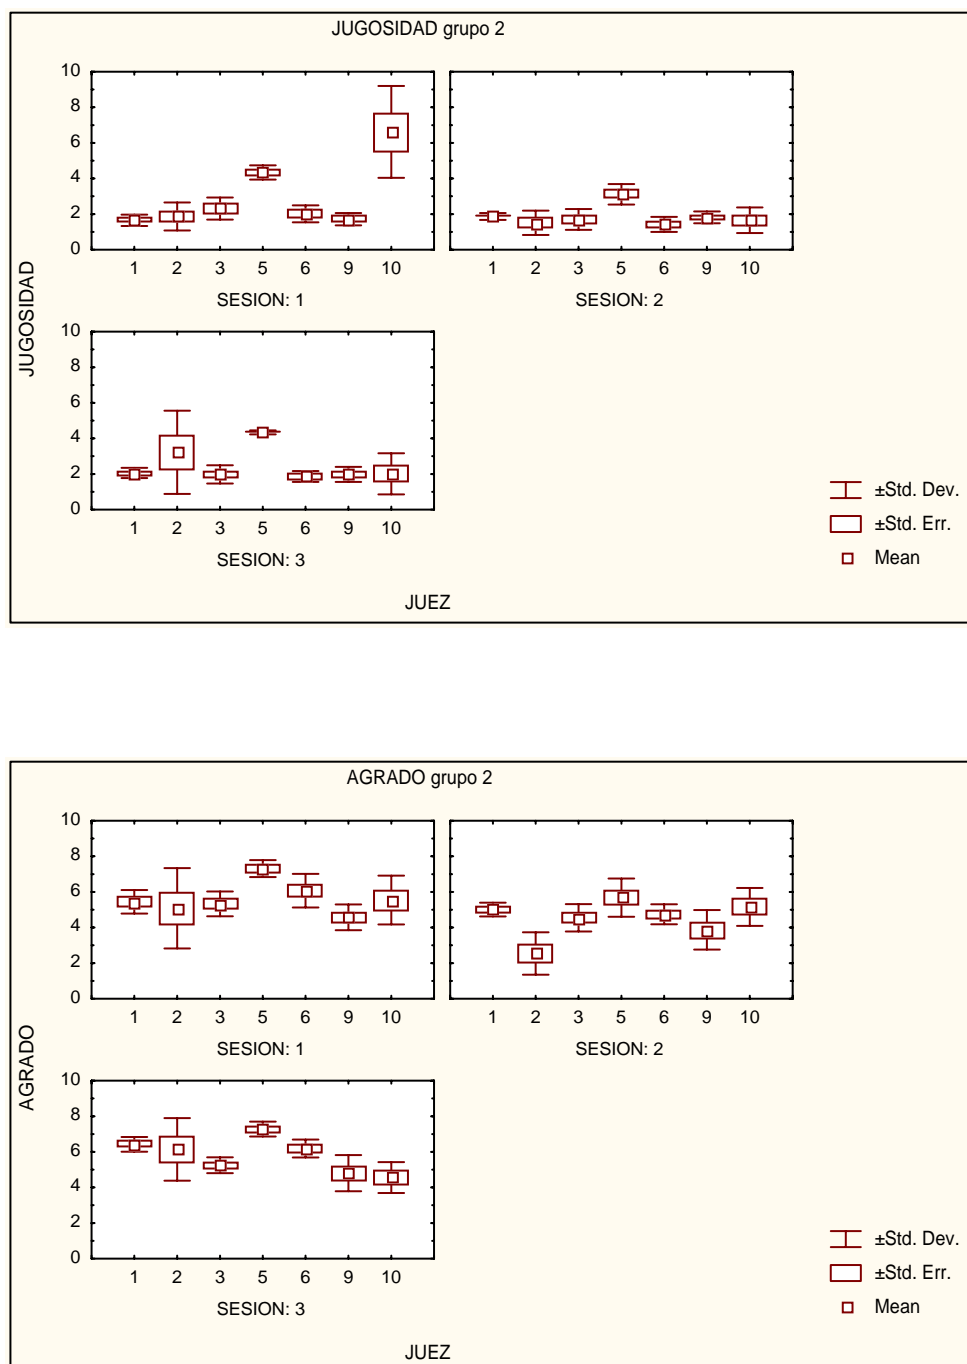 JUGOSIDAD grupo 2
JUGOSIDAD
10
8
6
4
2
0
1 2 3 5 6 9 10
SESION: 1
1 2 3 5 6 9 10
SESION: 2
10
8
6
4
2
0
1 2 3 5 6 9 10
SESION: 3
JUEZ
±Std. Dev.
±Std. Err.
Mean
AGRADO grupo 2
AGRADO
10
8
6
4
2
0
1 2 3 5 6 9 10
SESION: 1
1 2 3 5 6 9 10
SESION: 2
10
8
6
4
2
0
1 2 3 5 6 9 10
SESION: 3
JUEZ
±Std. Dev.
±Std. Err.
Mean